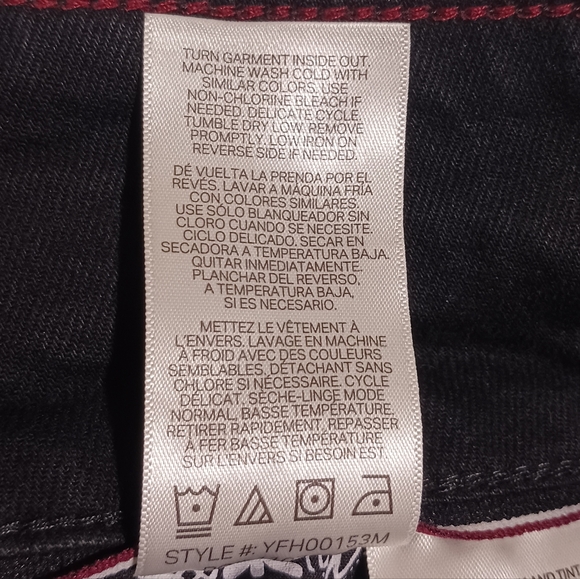 TURN GARMENT INSIDE OUT.
MACHINE WASH COLD WITH
SIMILAR COLORS. USE
NON-CHLORINE BLEACH IF
NEEDED. DELICATE CYCLE.
TUMBLE DRY LOW. REMOVE
PROMPTLY. LOW IRON ON
REVERSE SIDE IF NEEDED.
DÉ VUELTA LA PRENDA POR EL
REVÉS. LAVAR A MÁQUINA FRÍA
CON COLORES SIMILARES.
USE SÓLO BLANQUEADOR SIN
CLORO CUANDO SE NECESITE.
CICLO DELICADO. SECAR EN
SECADORA A TEMPERATURA BAJA.
QUITAR INMEDIATAMENTE.
PLANCHAR DEL REVERSO,
A TEMPERATURA BAJA,
SI ES NECESARIO.
METTEZ LE VÊTEMENT À
L'ENVERS. LAVAGE EN MACHINE
À FROID AVEC DES COULEURS
SEMBLABLES, DÉTACHANT SANS
CHLORE SI NÉCESSAIRE. CYCLE
DÉLICAT, SÈCHE-LINGE MODE
NORMAL, BASSE TEMPÉRATURE,
RETIRER RAPIDEMENT, REPASSER
À FER BASSE TEMPÉRATURE
SUR L'ENVERS SI BESOIN EST
STYLE #: YFH00153M
AND TINT